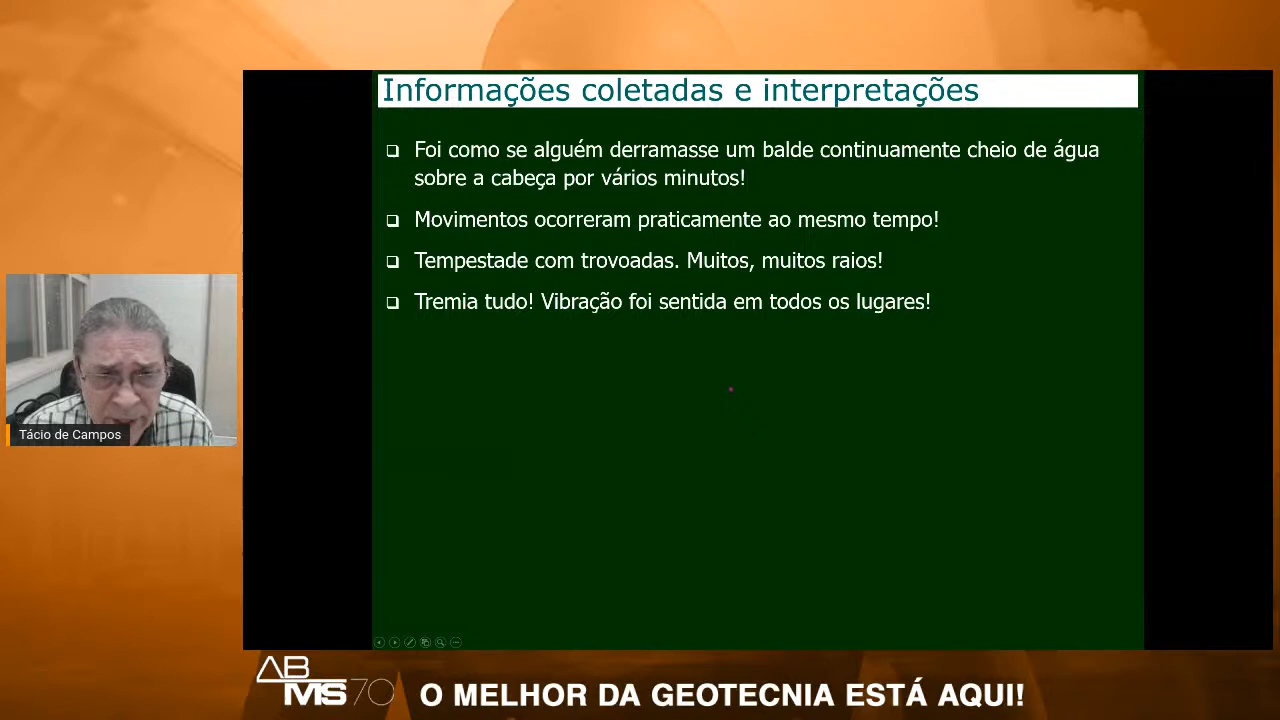 Informações coletadas e interpretações
Foi como se alguém derramasse um balde continuamente cheio de água
sobre a cabeça por vários minutos!
Movimentos ocorreram praticamente ao mesmo tempo!
Tempestade com trovoadas. Muitos, muitos raios!
Tremia tudo! Vibração foi sentida em todos os lugares!
Tácio de Campos
AB
MS70
O MELHOR DA GEOTECNIA ESTÁ AQUI!